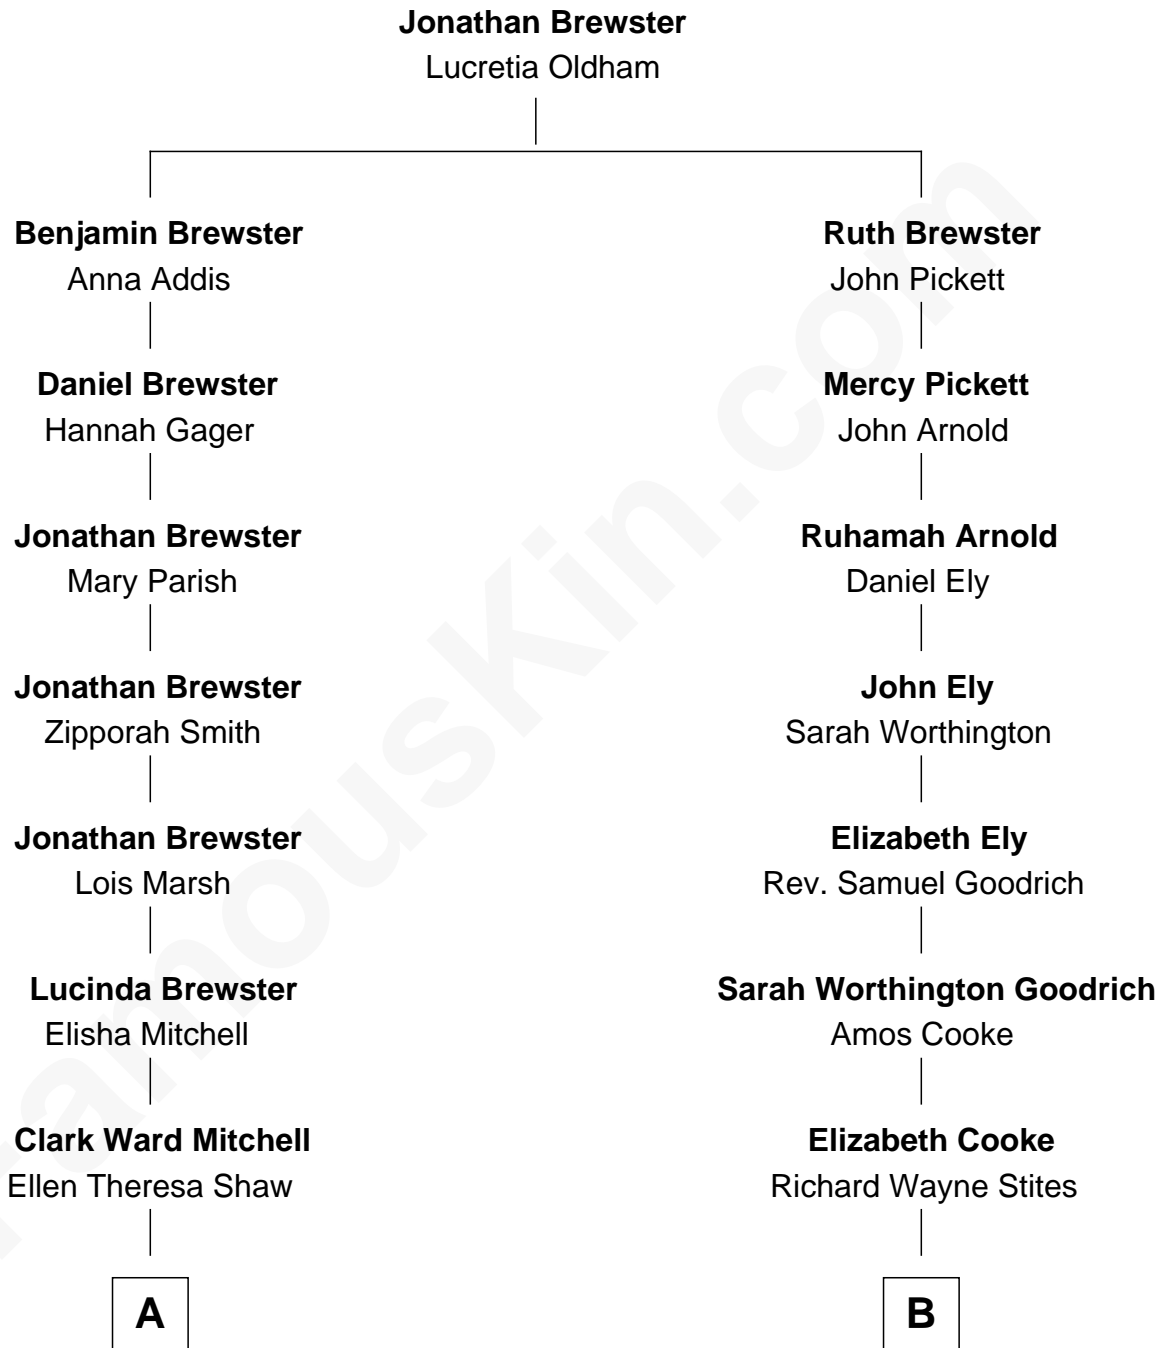 Jonathan Brewster
Lucretia Oldham
Benjamin Brewster
Anna Addis
Daniel Brewster
Hannah Gager
Jonathan Brewster
Mary Parish
Jonathan Brewster
Zipporah Smith
Jonathan Brewster
Lois Marsh
Lucinda Brewster
Elisha Mitchell
Clark Ward Mitchell
Ellen Theresa Shaw
A
Ruth Brewster
John Pickett
Mercy Pickett
John Arnold
Ruhamah Arnold
Daniel Ely
John Ely
Sarah Worthington
Elizabeth Ely
Rev. Samuel Goodrich
Sarah Worthington Goodrich
Amos Cooke
Elizabeth Cooke
Richard Wayne Stites
B
FamousKin.com